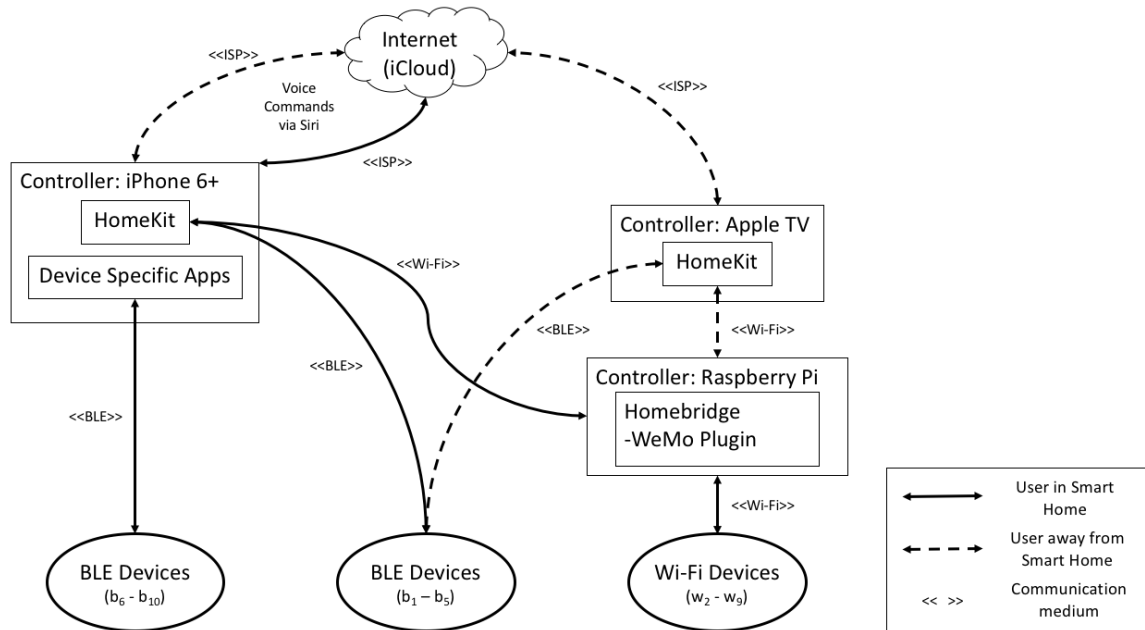 Internet
(iCloud)
<<ISP>>
<<ISP>>
Voice
Commands
via Siri
<<ISP>>
Controller: iPhone 6+
HomeKit
Device Specific Apps
Controller: Apple TV
HomeKit
<<Wi-Fi>>
<<BLE>>
<<Wi-Fi>>
<<BLE>>
Controller: Raspberry Pi
Homebridge
-WeMo Plugin
<<BLE>>
<<Wi-Fi>>
BLE Devices
(b6 - b10)
BLE Devices
(b1 – b5)
Wi-Fi Devices
(w2 - w9)
User in Smart
Home
User away from
Smart Home
<< >>
Communication
medium